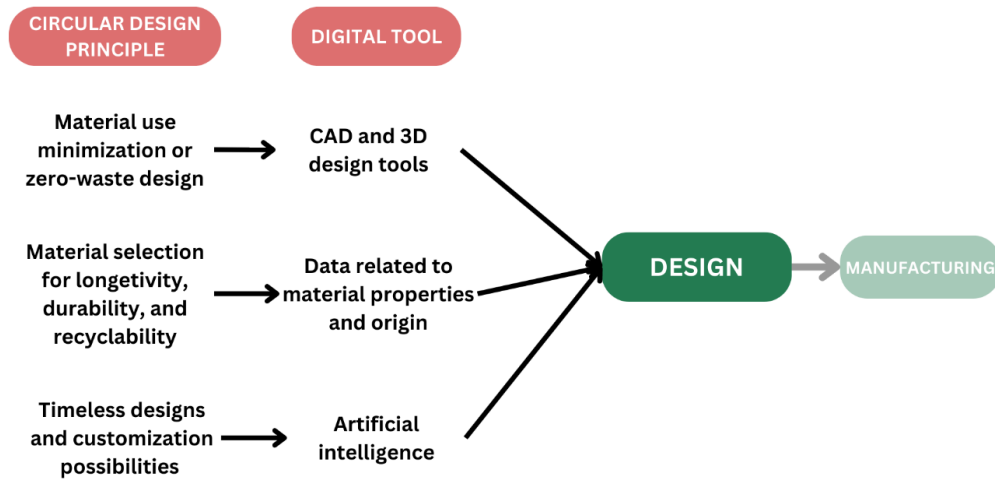 CIRCULAR DESIGN
PRINCIPLE
DIGITAL TOOL
Material use
minimization or
zero-waste design
CAD and 3D
design tools
Material selection
for longetivity,
durability, and
recyclability
Data related to
material properties
and origin
Timeless designs
and customization
possibilities
Artificial
intelligence
DESIGN
MANUFACTURING